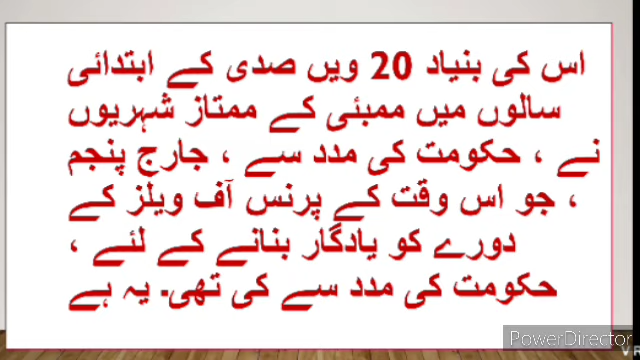 اس کی بنیاد 20 ویں صدی کے ابتدائی
سالوں میں ممبئی کے ممتاز شہریوں
نے ، حکومت کی مدد سے ، جارج پنجم
، جو اس وقت کے پرنس آف ویلز کے
دورے کو یادگار بنانے کے لئے ،
حکومت کی مدد سے کی تھی۔ یہ ہے
PowerDirector